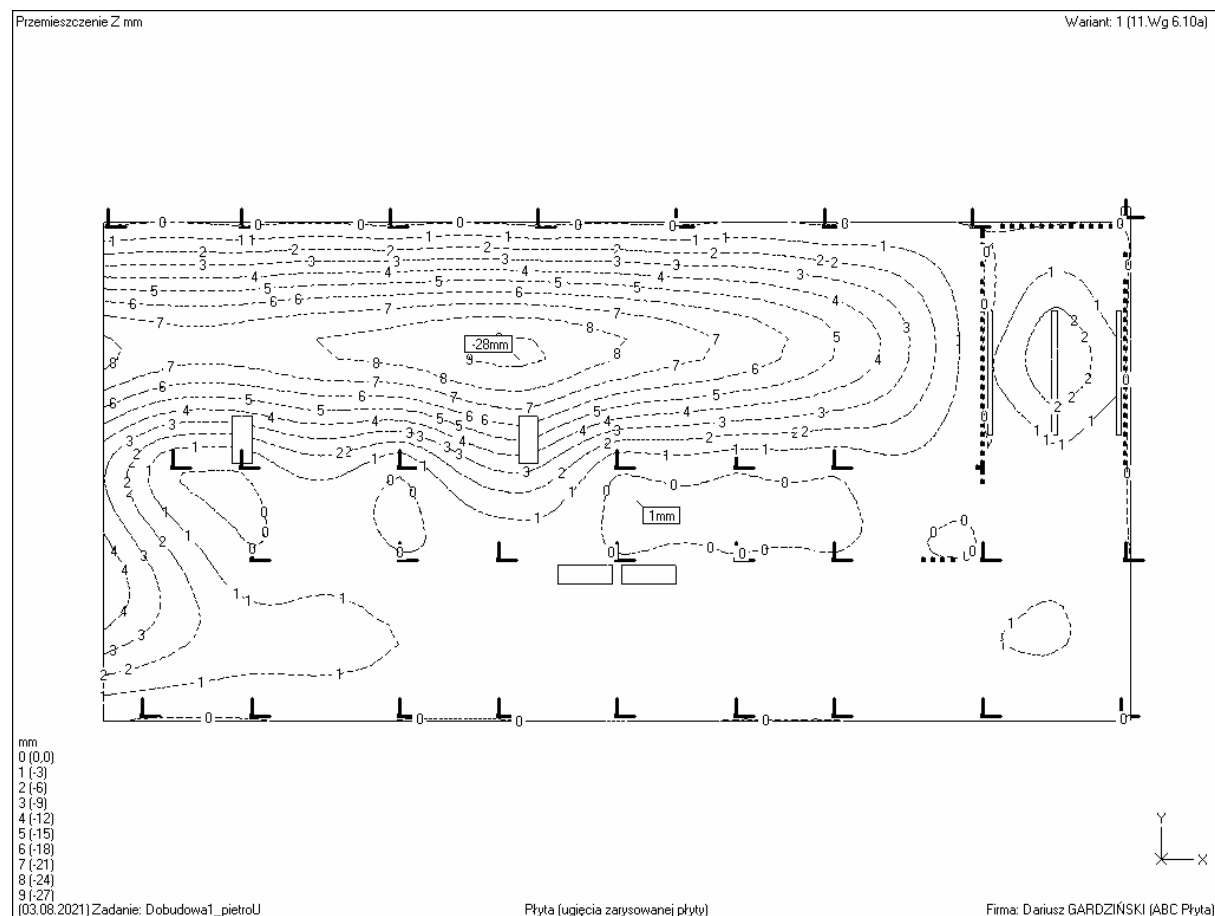 Przemieszczenie Z mm
Wariant: 1 (11.Wg 6.10a)
-28mm
1mm
mm
0 (0,0)
1 (-3)
2 (-6)
3 (-9)
4 (-12)
5 (-15)
6 (-18)
7 (-21)
8 (-24)
9 (-27)
Y
X
(03.08.2021) Zadanie: Dobudowa1_pietroU
Płyta (ugięcia zarysowanej płyty)
Firma: Dariusz GARDZIŃSKI (ABC Płyta)